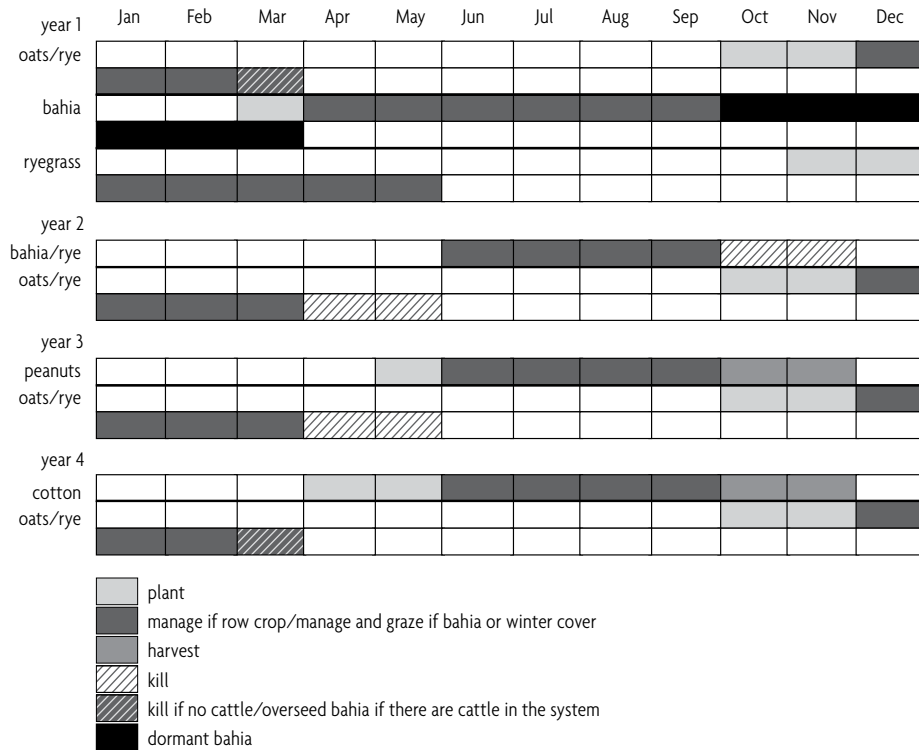 Jan Feb Mar Apr May Jun Jul Aug Sep Oct Nov Dec
year 1
oats/rye
bahia
ryegrass
year 2
bahia/rye
oats/rye
year 3
peanuts
oats/rye
year 4
cotton
oats/rye
plant
manage if row crop/manage and graze if bahia or winter cover
harvest
kill
kill if no cattle/overseed bahia if there are cattle in the system
dormant bahia